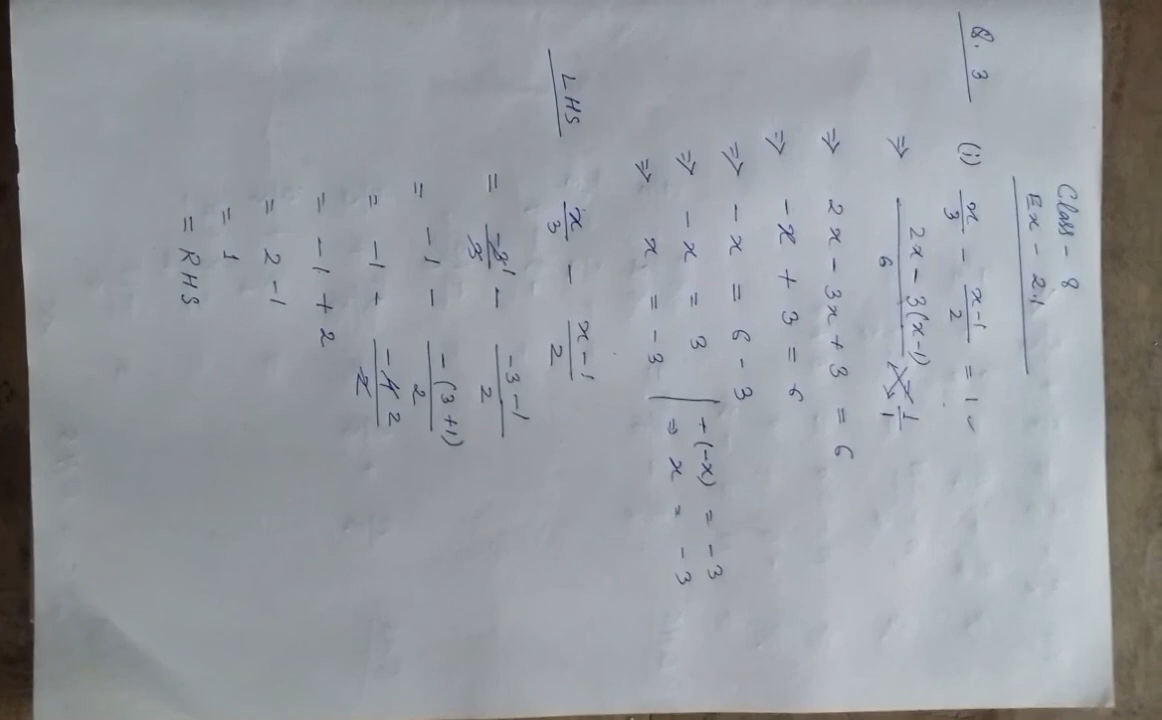 Class - 8
Ex - 2.1
Q. 3 (i) x/3 - x-1/2 = 1 ✓
⇒ 2x - 3(x-1)/6 = 1/1
⇒ 2x - 3x + 3 = 6
⇒ -x + 3 = 6
⇒ -x = 6 - 3
⇒ -x = 3 | +(-x) = -3
⇒ x = -3 | ⇒ x = -3
LHS x/3 - x-1/2
= -3/3 - -3-1/2
= -1 - -(3+1)/2
= -1 - -4 2/2
= -1 + 2
= 2 - 1
= 1
= RHS